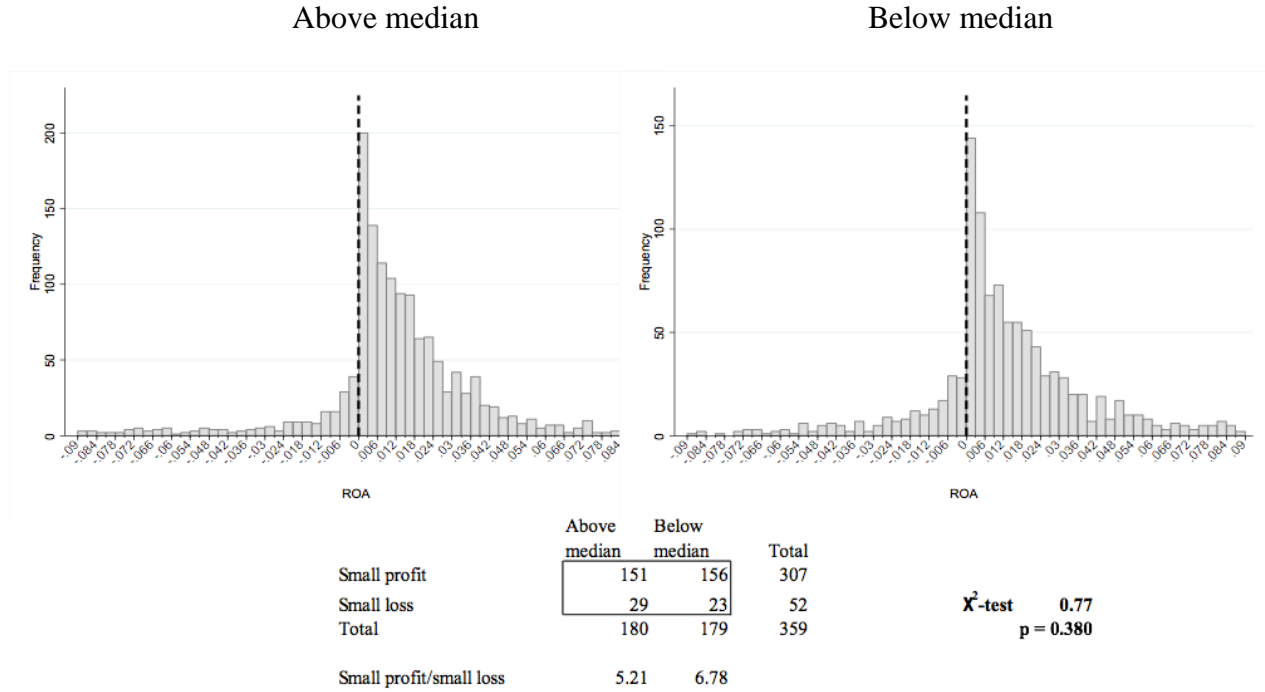 Above median
Below median
Frequency
200
150
100
50
0
-.09 -.084 -.078 -.072 -.066 -.06 -.054 -.048 -.042 -.036 -.03 -.024 -.018 -.012 -.006 0 .006 .012 .018 .024 .03 .036 .042 .048 .054 .06 .066 .072 .078 .084
ROA
Frequency
150
100
50
0
-.09 -.084 -.078 -.072 -.066 -.06 -.054 -.048 -.042 -.036 -.03 -.024 -.018 -.012 -.006 0 .006 .012 .018 .024 .03 .036 .042 .048 .054 .06 .066 .072 .078 .084 .09
ROA
Above Below
median median Total
Small profit 151 156 307
Small loss 29 23 52 X²-test 0.77
Total 180 179 359 p = 0.380
Small profit/small loss 5.21 6.78